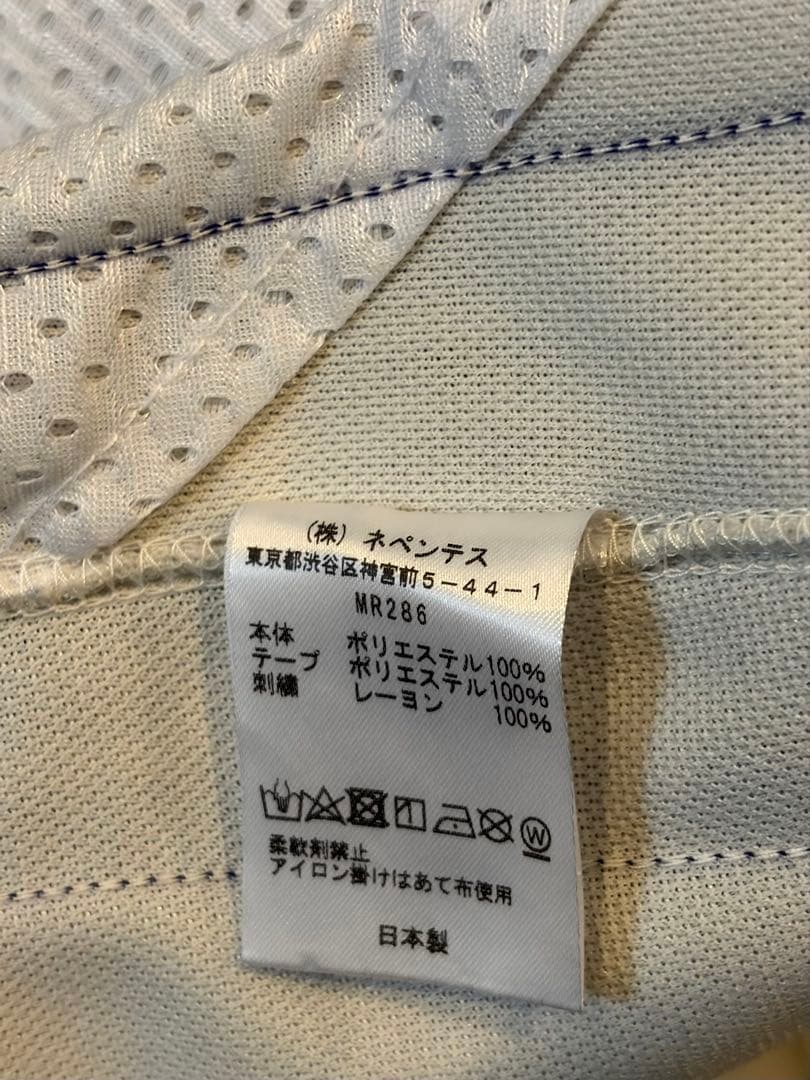 (株) ネペンテス
東京都渋谷区神宮前5-44-1
MR286
本体 ポリエステル100%
テープ ポリエステル100%
刺繍 レーヨン 100%
W
柔軟剤禁止
アイロン掛けはあて布使用
日本製